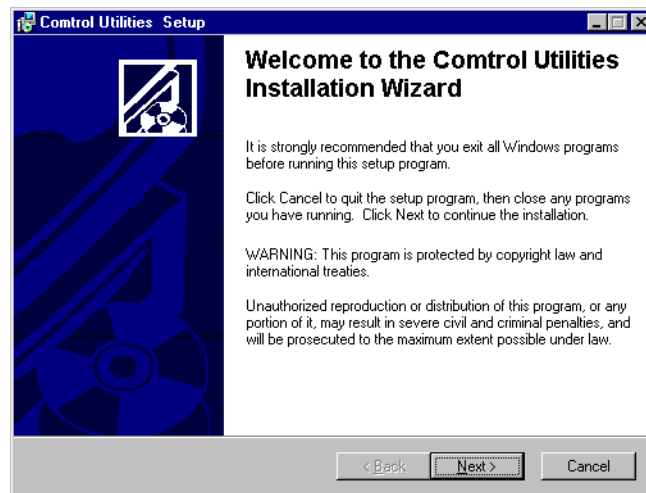 Comtrol Utilities  Setup
Welcome to the Comtrol Utilities
Installation Wizard
It is strongly recommended that you exit all Windows programs
before running this setup program.
Click Cancel to quit the setup program, then close any programs
you have running.  Click Next to continue the installation.
WARNING: This program is protected by copyright law and
international treaties.
Unauthorized reproduction or distribution of this program, or any
portion of it, may result in severe civil and criminal penalties, and
will be prosecuted to the maximum extent possible under law.
< Back
Next >
Cancel